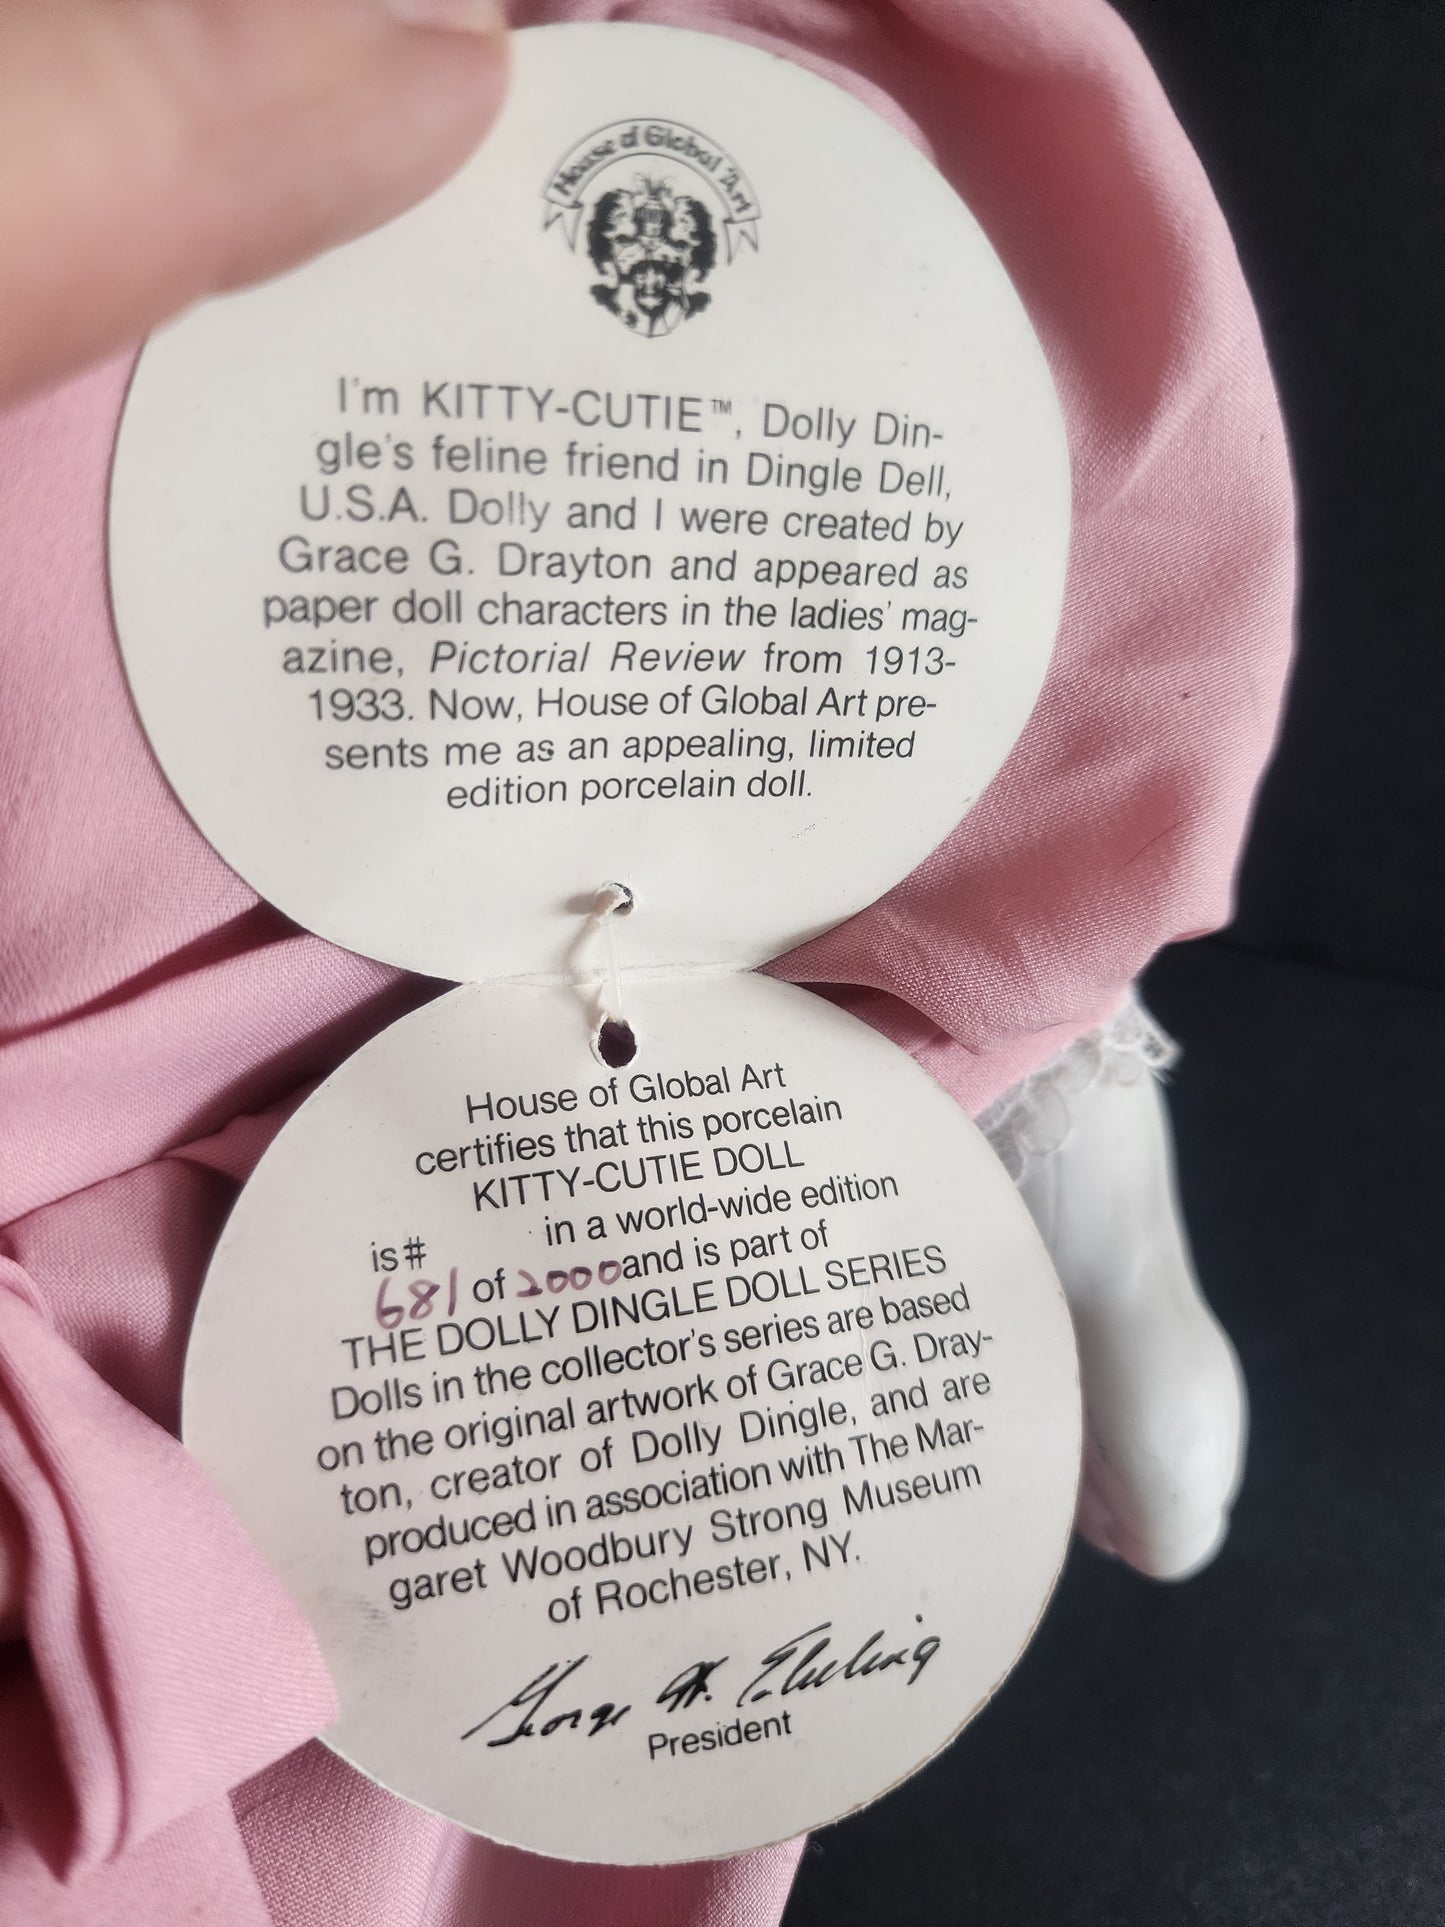 House of Global Art
I'm KITTY-CUTIE™, Dolly Din-
gle's feline friend in Dingle Dell,
U.S.A. Dolly and I were created by
Grace G. Drayton and appeared as
paper doll characters in the ladies' mag-
azine, Pictorial Review from 1913-
1933. Now, House of Global Art pre-
sents me as an appealing, limited
edition porcelain doll.
House of Global Art
certifies that this porcelain
KITTY-CUTIE DOLL
is# in a world-wide edition
681 of 2000 and is part of
THE DOLLY DINGLE DOLL SERIES
Dolls in the collector's series are based
on the original artwork of Grace G. Dray-
ton, creator of Dolly Dingle, and are
produced in association with The Mar-
garet Woodbury Strong Museum
of Rochester, NY.
George W.
President